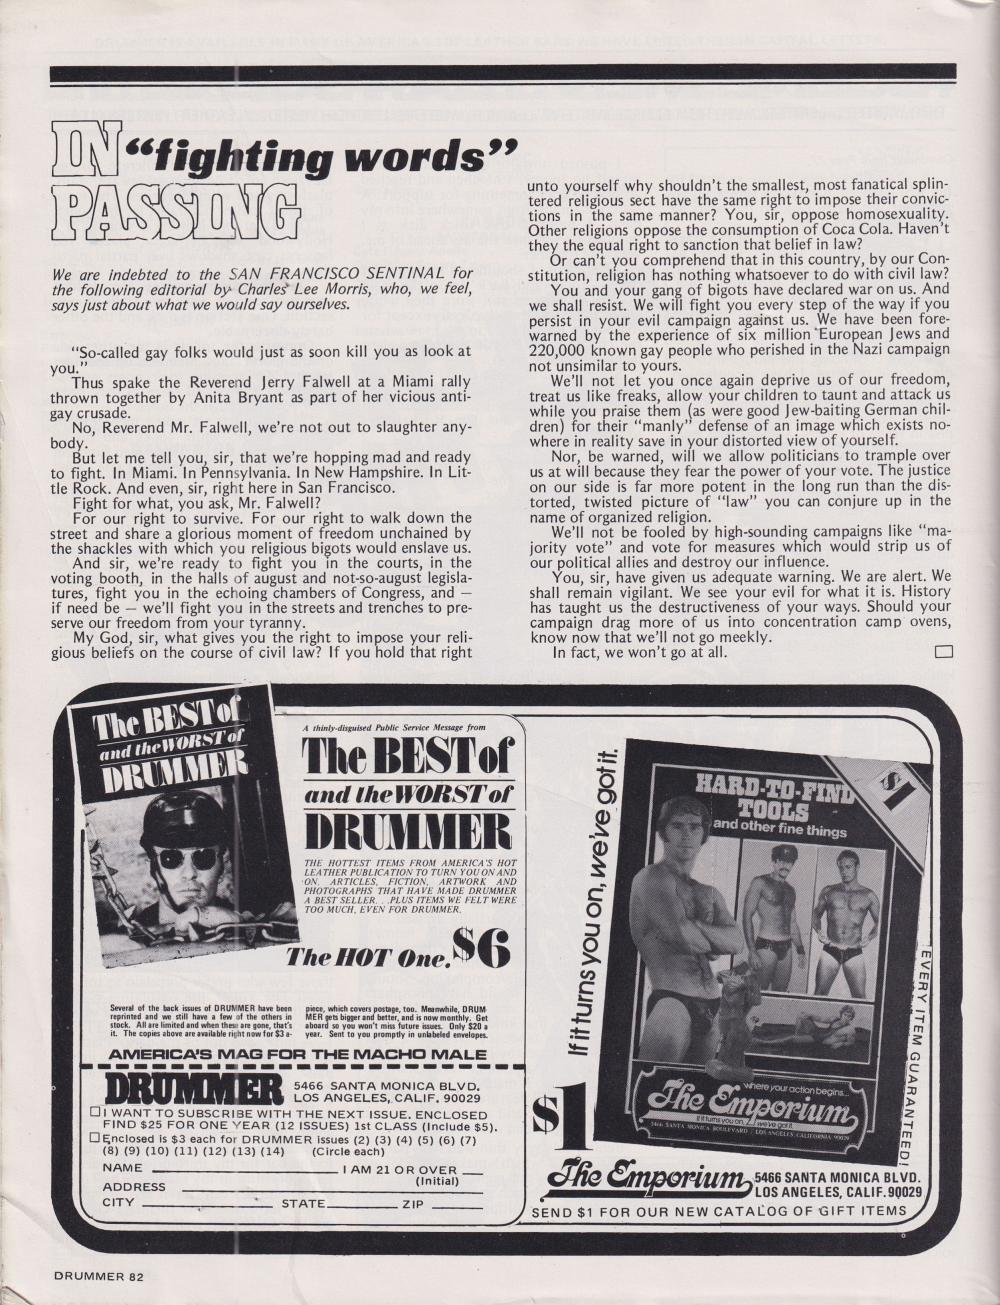 IN "fighting words"
PASSING
We are indebted to the SAN FRANCISCO SENTINAL for
the following editorial by Charles Lee Morris, who, we feel,
says just about what we would say ourselves.
"So-called gay folks would just as soon kill you as look at
you."
Thus spake the Reverend Jerry Falwell at a Miami rally
thrown together by Anita Bryant as part of her vicious anti-
gay crusade.
No, Reverend Mr. Falwell, we're not out to slaughter any-
body.
But let me tell you, sir, that we're hopping mad and ready
to fight. In Miami. In Pennsylvania. In New Hampshire. In Lit-
tle Rock. And even, sir, right here in San Francisco.
Fight for what, you ask, Mr. Falwell?
For our right to survive. For our right to walk down the
street and share a glorious moment of freedom unchained by
the shackles with which you religious bigots would enslave us.
And sir, we're ready to fight you in the courts, in the
voting booth, in the halls of august and not-so-august legisla-
tures, fight you in the echoing chambers of Congress, and —
if need be — we'll fight you in the streets and trenches to pre-
serve our freedom from your tyranny.
My God, sir, what gives you the right to impose your reli-
gious beliefs on the course of civil law? If you hold that right
unto yourself why shouldn't the smallest, most fanatical splin-
tered religious sect have the same right to impose their convic-
tions in the same manner? You, sir, oppose homosexuality.
Other religions oppose the consumption of Coca Cola. Haven't
they the equal right to sanction that belief in law?
Or can't you comprehend that in this country, by our Con-
stitution, religion has nothing whatsoever to do with civil law?
You and your gang of bigots have declared war on us. And
we shall resist. We will fight you every step of the way if you
persist in your evil campaign against us. We have been fore-
warned by the experience of six million European Jews and
220,000 known gay people who perished in the Nazi campaign
not unsimilar to yours.
We'll not let you once again deprive us of our freedom,
treat us like freaks, allow your children to taunt and attack us
while you praise them (as were good Jew-baiting German chil-
dren) for their "manly" defense of an image which exists no-
where in reality save in your distorted view of yourself.
Nor, be warned, will we allow politicians to trample over
us at will because they fear the power of your vote. The justice
on our side is far more potent in the long run than the dis-
torted, twisted picture of "law" you can conjure up in the
name of organized religion.
We'll not be fooled by high-sounding campaigns like "ma-
jority vote" and vote for measures which would strip us of
our political allies and destroy our influence.
You, sir, have given us adequate warning. We are alert. We
shall remain vigilant. We see your evil for what it is. History
has taught us the destructiveness of your ways. Should your
campaign drag more of us into concentration camp ovens,
know now that we'll not go meekly.
In fact, we won't go at all.
The BEST of
and the WORST of
DRUMMER
A thinly-disguised Public Service Message from
The BEST of
and the WORST of
DRUMMER
THE HOTTEST ITEMS FROM AMERICA'S HOT
LEATHER PUBLICATION TO TURN YOU ON AND
ON. ARTICLES, FICTION, ARTWORK AND
PHOTOGRAPHS THAT HAVE MADE DRUMMER
A BEST SELLER. . .PLUS ITEMS WE FELT WERE
TOO MUCH, EVEN FOR DRUMMER.
The HOT One. $6
Several of the back issues of DRUMMER have been
reprinted and we still have a few of the others in
stock. All are limited and when these are gone, that's
it. The copies above are available right now for $3 a-
piece, which covers postage, too. Meanwhile, DRUM-
MER gets bigger and better, and is now monthly. Get
aboard so you won't miss future issues. Only $20 a
year. Sent to you promptly in unlabeled envelopes.
AMERICA'S MAG FOR THE MACHO MALE
DRUMMER 5466 SANTA MONICA BLVD.
LOS ANGELES, CALIF. 90029
I WANT TO SUBSCRIBE WITH THE NEXT ISSUE. ENCLOSED
FIND $25 FOR ONE YEAR (12 ISSUES) 1st CLASS (Include $5).
Enclosed is $3 each for DRUMMER issues (2) (3) (4) (5) (6) (7)
(8) (9) (10) (11) (12) (13) (14) (Circle each)
NAME I AM 21 OR OVER
(Initial)
ADDRESS
CITY STATE ZIP
If it turns you on, we've got it.
$1
HARD-TO-FIND
TOOLS
and other fine things
where your action begins...
The Emporium
If it turns you on, we've got it.
5466 SANTA MONICA BOULEVARD / LOS ANGELES, CALIFORNIA 90029
EVERY ITEM GUARANTEED!
$1
The Emporium 5466 SANTA MONICA BLVD.
LOS ANGELES, CALIF. 90029
SEND $1 FOR OUR NEW CATALOG OF GIFT ITEMS
DRUMMER 82